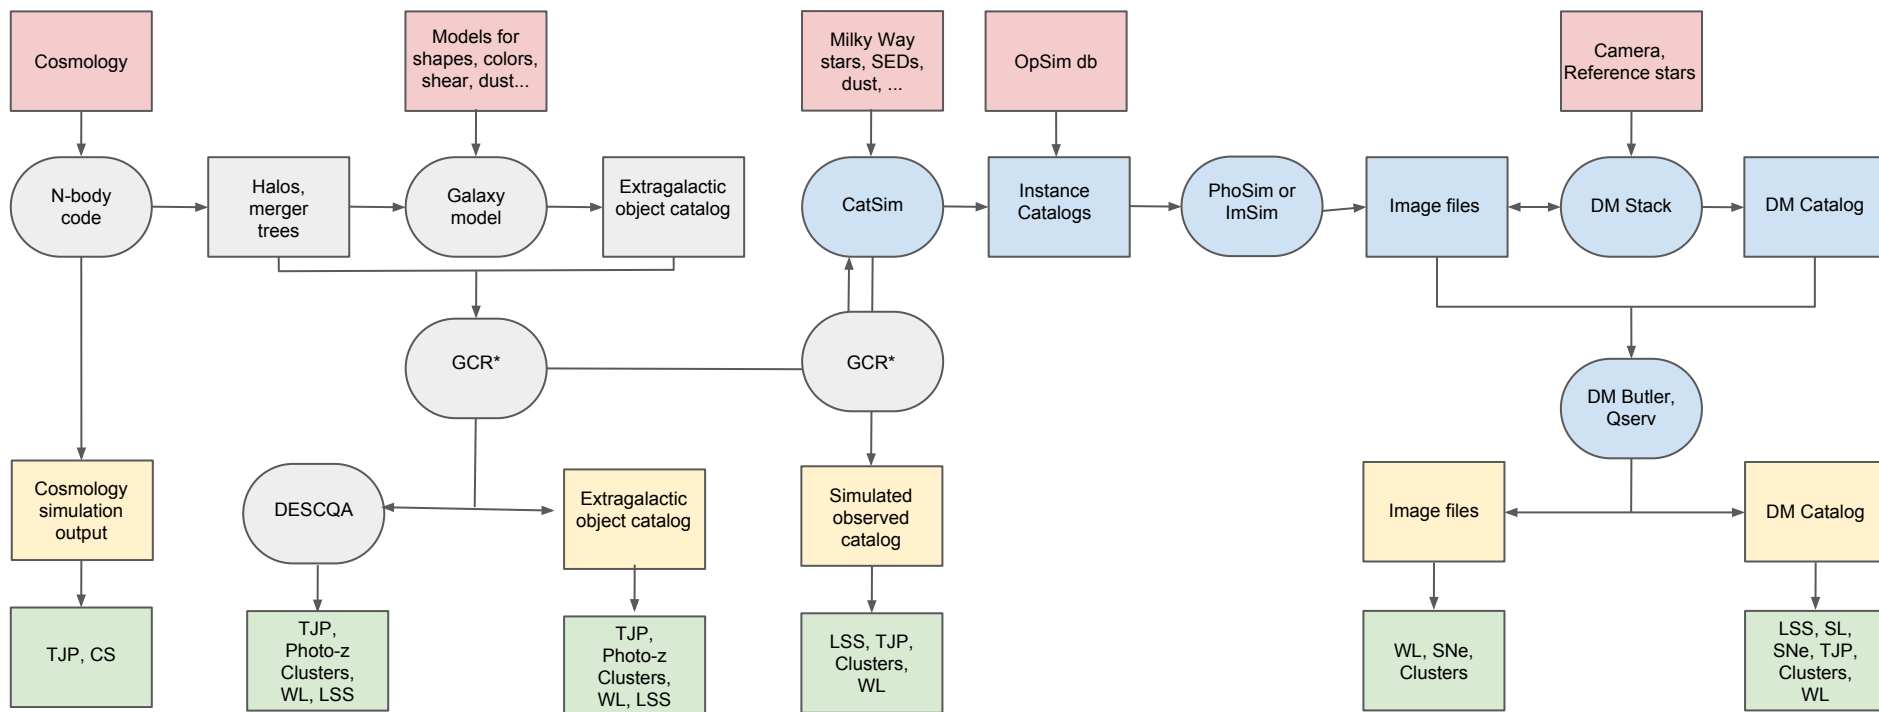 Cosmology
Models for
shapes, colors,
shear, dust...
Milky Way
stars, SEDs,
dust, ...
OpSim db
Camera,
Reference stars
N-body
code
Halos,
merger
trees
Galaxy
model
Extragalactic
object catalog
CatSim
Instance
Catalogs
PhoSim or
ImSim
Image files
DM Stack
DM Catalog
GCR*
GCR*
DM Butler,
Qserv
Cosmology
simulation
output
DESCQA
Extragalactic
object catalog
Simulated
observed
catalog
Image files
DM Catalog
TJP, CS
TJP,
Photo-z
Clusters,
WL, LSS
TJP,
Photo-z
Clusters,
WL, LSS
LSS, TJP,
Clusters,
WL
WL, SNe,
Clusters
LSS, SL,
SNe, TJP,
Clusters,
WL